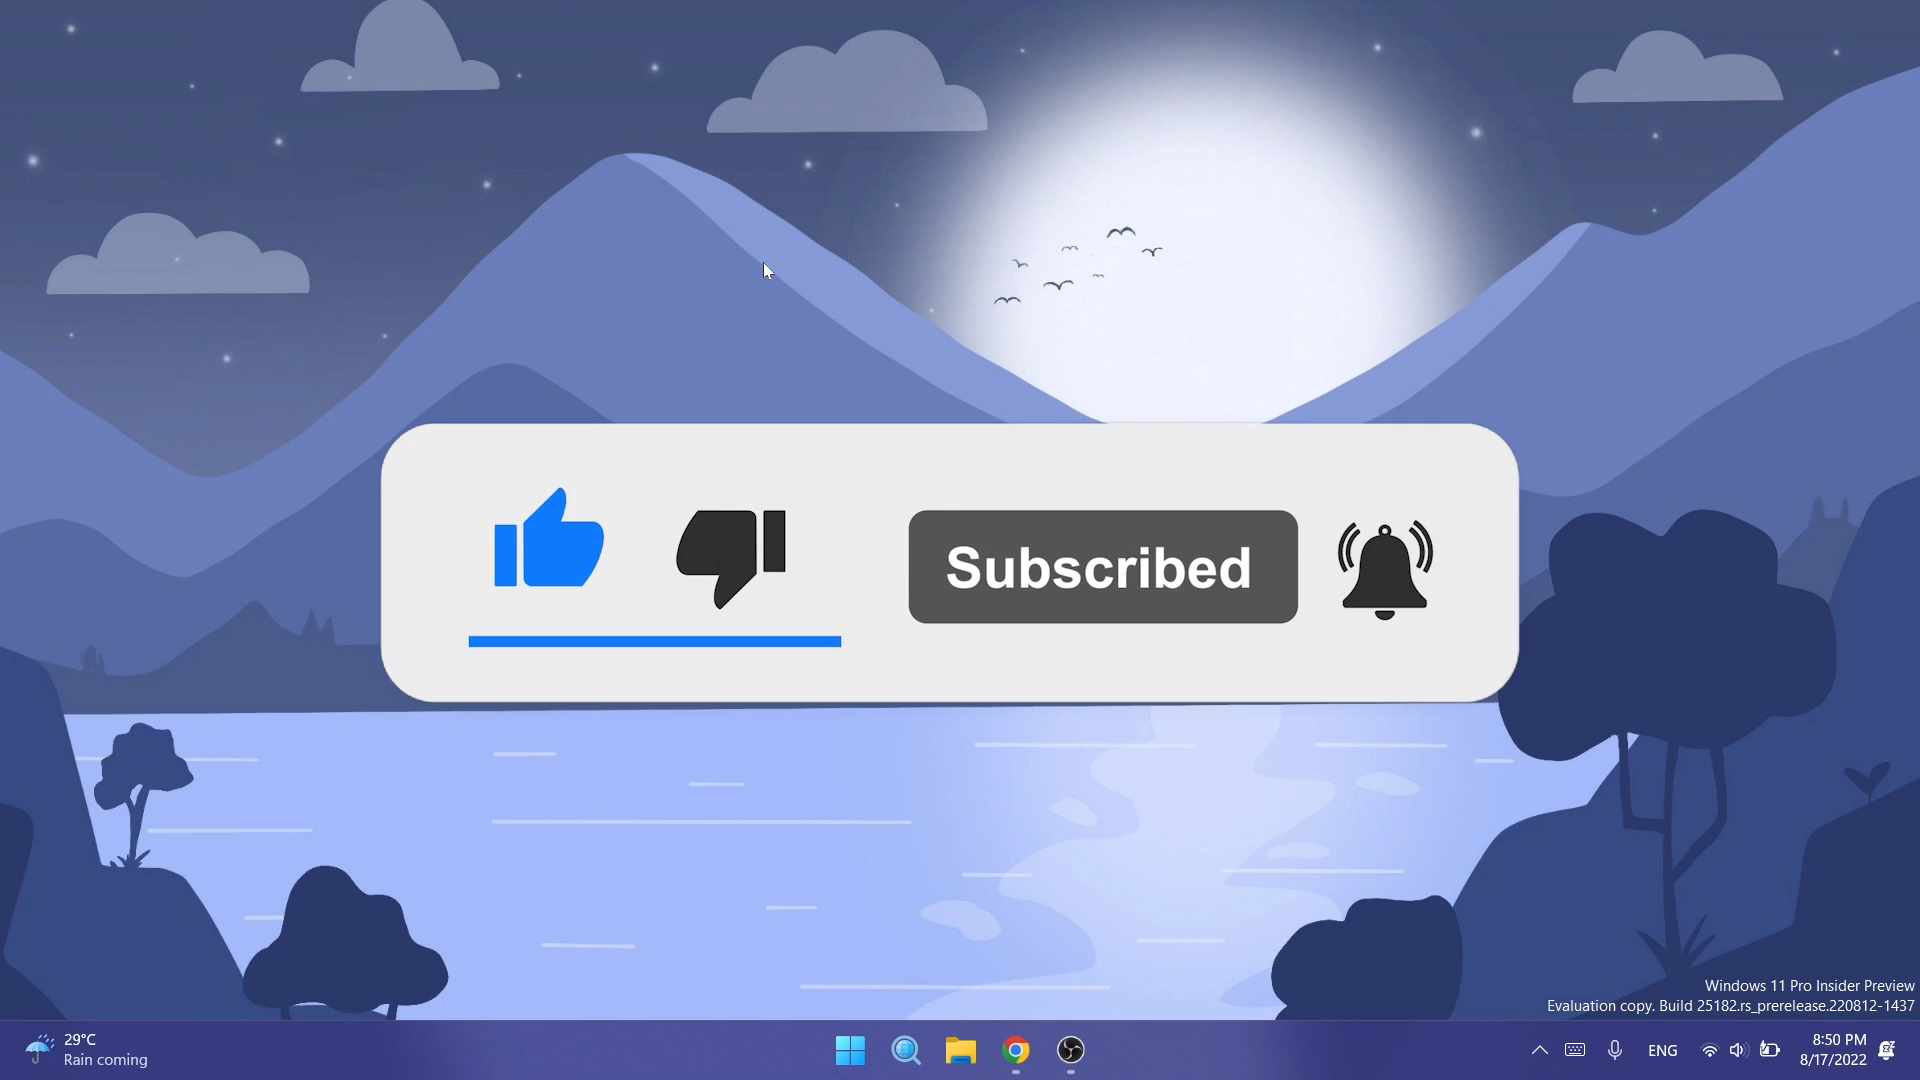 Subscribed
Windows 11 Pro Insider Preview
Evaluation copy. Build 25182.rs_prerelease.220812-1437
29°C
Rain coming
ENG
8:50 PM
8/17/2022